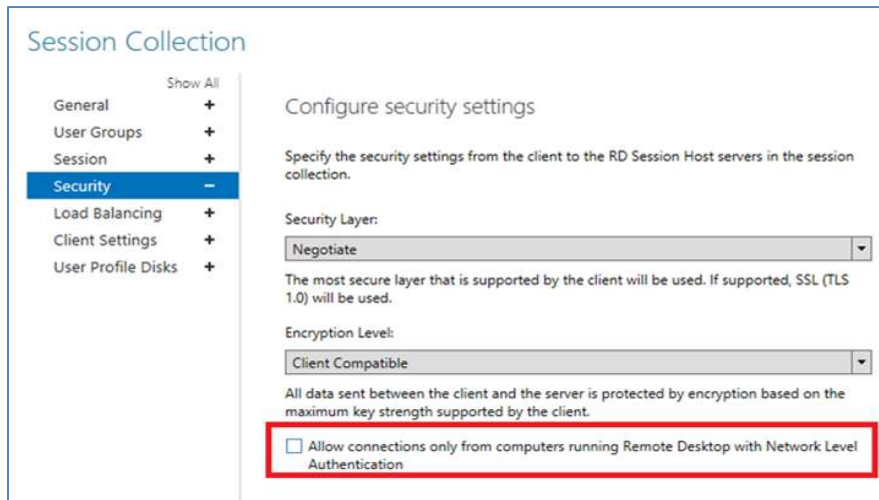 Session Collection
Show All
General +
User Groups +
Session +
Security −
Load Balancing +
Client Settings +
User Profile Disks +
Configure security settings
Specify the security settings from the client to the RD Session Host servers in the session
collection.
Security Layer:
Negotiate
The most secure layer that is supported by the client will be used. If supported, SSL (TLS
1.0) will be used.
Encryption Level:
Client Compatible
All data sent between the client and the server is protected by encryption based on the
maximum key strength supported by the client.
Allow connections only from computers running Remote Desktop with Network Level
Authentication